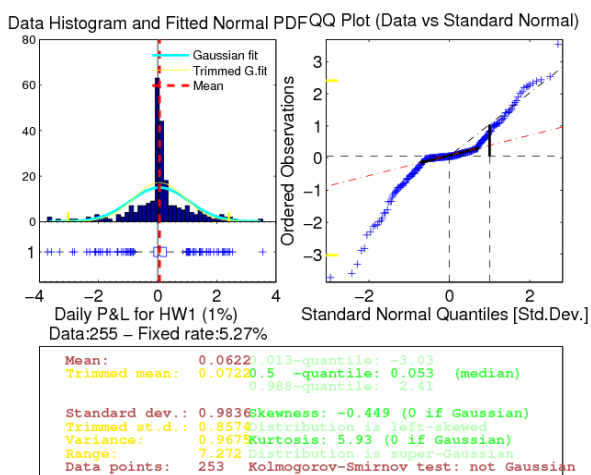 Data Histogram and Fitted Normal PDF
QQ Plot (Data vs Standard Normal)
80
60
40
20
0
1
−4
−2
0
2
4
Gaussian fit
Trimmed G.fit
Mean
Daily P&L for HW1 (1%)
Data:255 − Fixed rate:5.27%
Ordered Observations
3
2
1
0
−1
−2
−3
−2
0
2
Standard Normal Quantiles [Std.Dev.]
Mean: 0.0622 0.013-quantile: -3.03
Trimmed mean: 0.0722 0.5 -quantile: 0.053 (median)
0.988-quantile: 2.41
Standard dev.: 0.9836 Skewness: -0.449 (0 if Gaussian)
Trimmed st.d.: 0.8574 Distribution is left-skewed
Variance: 0.9675 Kurtosis: 5.93 (0 if Gaussian)
Range: 7.272 Distribution is super-Gaussian
Data points: 253 Kolmogorov-Smirnov test: not Gaussian